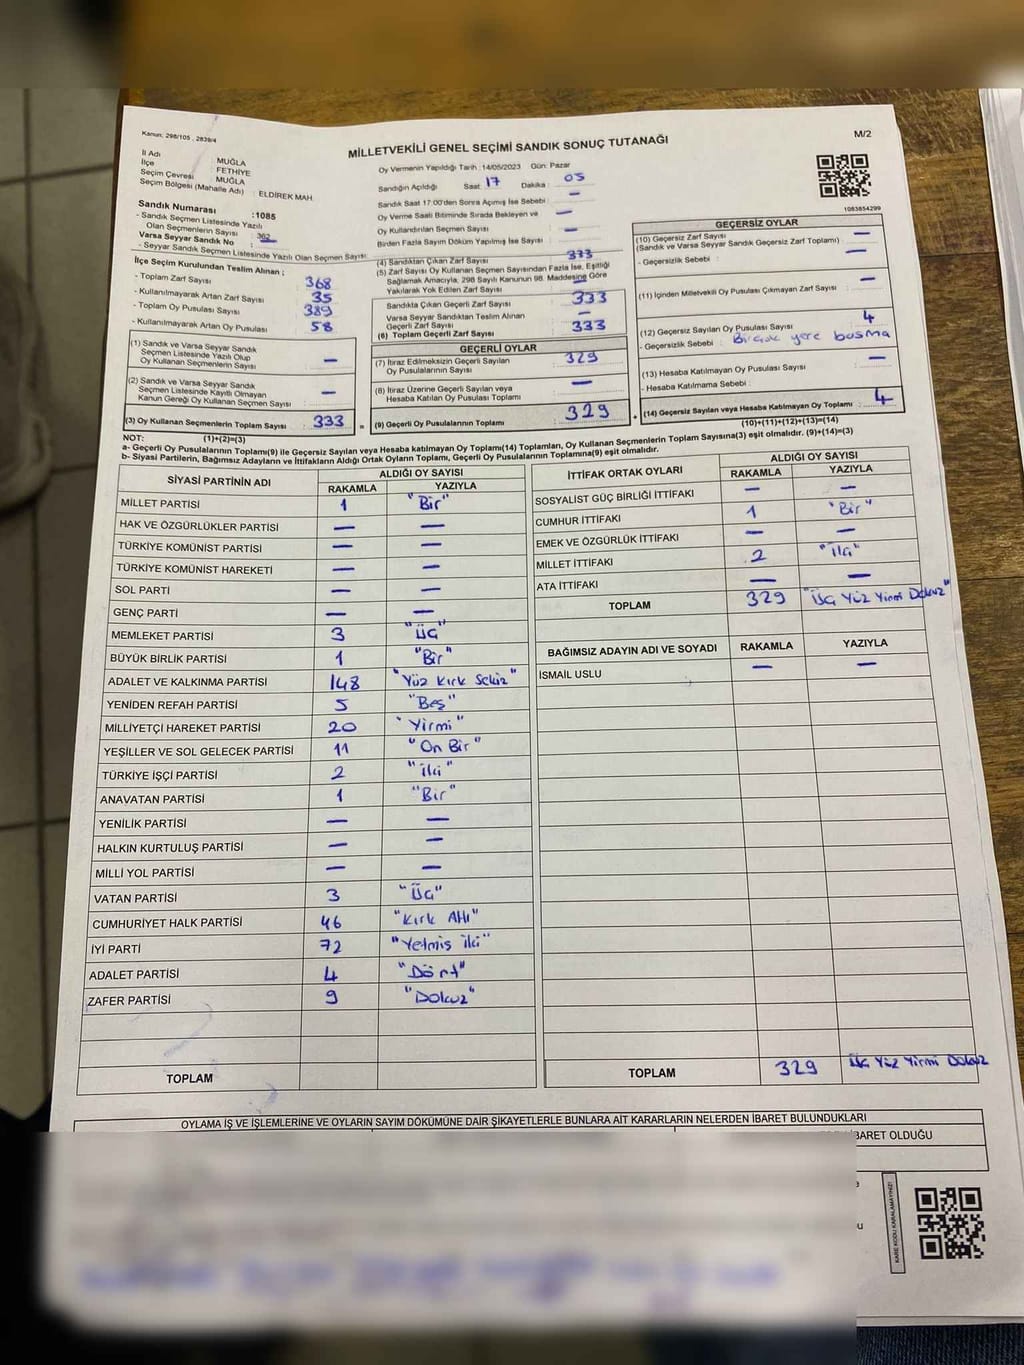 Kanun: 298/105 , 2839/4
MİLLETVEKİLİ GENEL SEÇİMİ SANDIK SONUÇ TUTANAĞI
M/2
İl Adı MUĞLA
İlçe FETHİYE
Seçim Çevresi MUĞLA
Seçim Bölgesi (Mahalle Adı) : ELDİREK MAH.
Sandık Numarası :1085
- Sandık Seçmen Listesinde Yazılı
Olan Seçmenlerin Sayısı : 362
Varsa Seyyar Sandık No :
- Seyyar Sandık Seçmen Listesinde Yazılı Olan Seçmen Sayısı :
Oy Vermenin Yapıldığı Tarih : 14/05/2023 Gün: Pazar
Sandığın Açıldığı Saat 17 Dakika : 05
Sandık Saat 17:00'den Sonra Açımış İse Sebebi : —
Oy Verme Saati Bitiminde Sırada Bekleyen ve
Oy Kullandırılan Seçmen Sayısı —
Birden Fazla Sayım Döküm Yapılmış İse Sayısı —
1083854299
İlçe Seçim Kurulundan Teslim Alınan ;
- Toplam Zarf Sayısı 368
- Kullanılmayarak Artan Zarf Sayısı 35
- Toplam Oy Pusulası Sayısı 389
- Kullanılmayarak Artan Oy Pusulası 58
(1) Sandık ve Varsa Seyyar Sandık
Seçmen Listesinde Yazılı Olup
Oy Kullanan Seçmenlerin Sayısı : —
(2) Sandık ve Varsa Seyyar Sandık
Seçmen Listesinde Kayıtlı Olmayan
Kanun Gereği Oy Kullanan Seçmen Sayısı —
(3) Oy Kullanan Seçmenlerin Toplam Sayısı 333
(1)+(2)=(3)
(4) Sandıktan Çıkan Zarf Sayısı 333
(5) Zarf Sayısı Oy Kullanan Seçmen Sayısından Fazla İse, Eşitliği
Sağlamak Amacıyla, 298 Sayılı Kanunun 98. Maddesine Göre
Yakılarak Yok Edilen Zarf Sayısı —
Sandıkta Çıkan Geçerli Zarf Sayısı 333
Varsa Seyyar Sandıktan Teslim Alınan
Geçerli Zarf Sayısı —
(6) Toplam Geçerli Zarf Sayısı 333
GEÇERLİ OYLAR
(7) İtiraz Edilmeksizin Geçerli Sayılan
Oy Pusulasının Sayısı 329
(8) İtiraz Üzerine Geçerli Sayılan veya
Hesaba Katılan Oy Pusulası Toplamı —
= (9) Geçerli Oy Pusulalarının Toplamı 329
GEÇERSİZ OYLAR
(10) Geçersiz Zarf Sayısı —
(Sandık ve Varsa Seyyar Sandık Geçersiz Zarf Toplamı) —
- Geçersizlik Sebebi :
(11) İçinden Milletvekili Oy Pusulası Çıkmayan Zarf Sayısı —
(12) Geçersiz Sayılan Oy Pusulası Sayısı 4
- Geçersizlik Sebebi : yere basma
(13) Hesaba Katılmayan Oy Pusulası Sayısı —
- Hesaba Katılmama Sebebi :
+ (14) Geçersiz Sayılan veya Hesaba Katılmayan Oy Toplamı 4
(10)+(11)+(12)+(13)=(14)
NOT:
a- Geçerli Oy Pusulalarının Toplamı(9) ile Geçersiz Sayılan veya Hesaba katılmayan Oy Toplamı(14) Toplamları, Oy Kullanan Seçmenlerin Toplam Sayısına(3) eşit olmalıdır. (9)+(14)=(3)
b- Siyasi Partilerin, Bağımsız Adayların ve İttifakların Aldığı Ortak Oyların Toplamı, Geçerli Oy Pusulalarının Toplamına(9) eşit olmalıdır.
SİYASİ PARTİNİN ADI ALDIĞI OY SAYISI
RAKAMLA YAZIYLA
MİLLET PARTİSİ 1 "Bir"
HAK VE ÖZGÜRLÜKLER PARTİSİ — —
TÜRKİYE KOMÜNİST PARTİSİ — —
TÜRKİYE KOMÜNİST HAREKETİ — —
SOL PARTİ — —
GENÇ PARTİ — —
MEMLEKET PARTİSİ 3 "Üç"
BÜYÜK BİRLİK PARTİSİ 1 "Bir"
ADALET VE KALKINMA PARTİSİ 148 "Yüz Kırk Sekiz"
YENİDEN REFAH PARTİSİ 5 "Beş"
MİLLİYETÇİ HAREKET PARTİSİ 20 "Yirmi"
YEŞİLLER VE SOL GELECEK PARTİSİ 11 "On Bir"
TÜRKİYE İŞÇİ PARTİSİ 2 "iki"
ANAVATAN PARTİSİ 1 "Bir"
YENİLİK PARTİSİ — —
HALKIN KURTULUŞ PARTİSİ — —
MİLLİ YOL PARTİSİ — —
VATAN PARTİSİ 3 "Üç"
CUMHURİYET HALK PARTİSİ 46 "Kırk Altı"
İYİ PARTİ 72 "Yetmiş iki"
ADALET PARTİSİ 4 "Dört"
ZAFER PARTİSİ 9 "Dokuz"
TOPLAM
İTTİFAK ORTAK OYLARI ALDIĞI OY SAYISI
RAKAMLA YAZIYLA
SOSYALİST GÜÇ BİRLİĞİ İTTİFAKI — —
CUMHUR İTTİFAKI 1 "Bir"
EMEK VE ÖZGÜRLÜK İTTİFAKI — —
MİLLET İTTİFAKI 2 "iki"
ATA İTTİFAKI — —
TOPLAM 329 "Üç Yüz Yirmi Dokuz"
BAĞIMSIZ ADAYIN ADI VE SOYADI RAKAMLA YAZIYLA
İSMAİL USLU — —
TOPLAM 329 Üç Yüz Yirmi Dokuz
OYLAMA İŞ VE İŞLEMLERİNE VE OYLARIN SAYIM DÖKÜMÜNE DAİR ŞİKAYETLERLE BUNLARA AİT KARARLARIN NELERDEN İBARET BULUNDUKLARI
İBARET OLDUĞU
KARE KODU KARALAMAYINIZ!